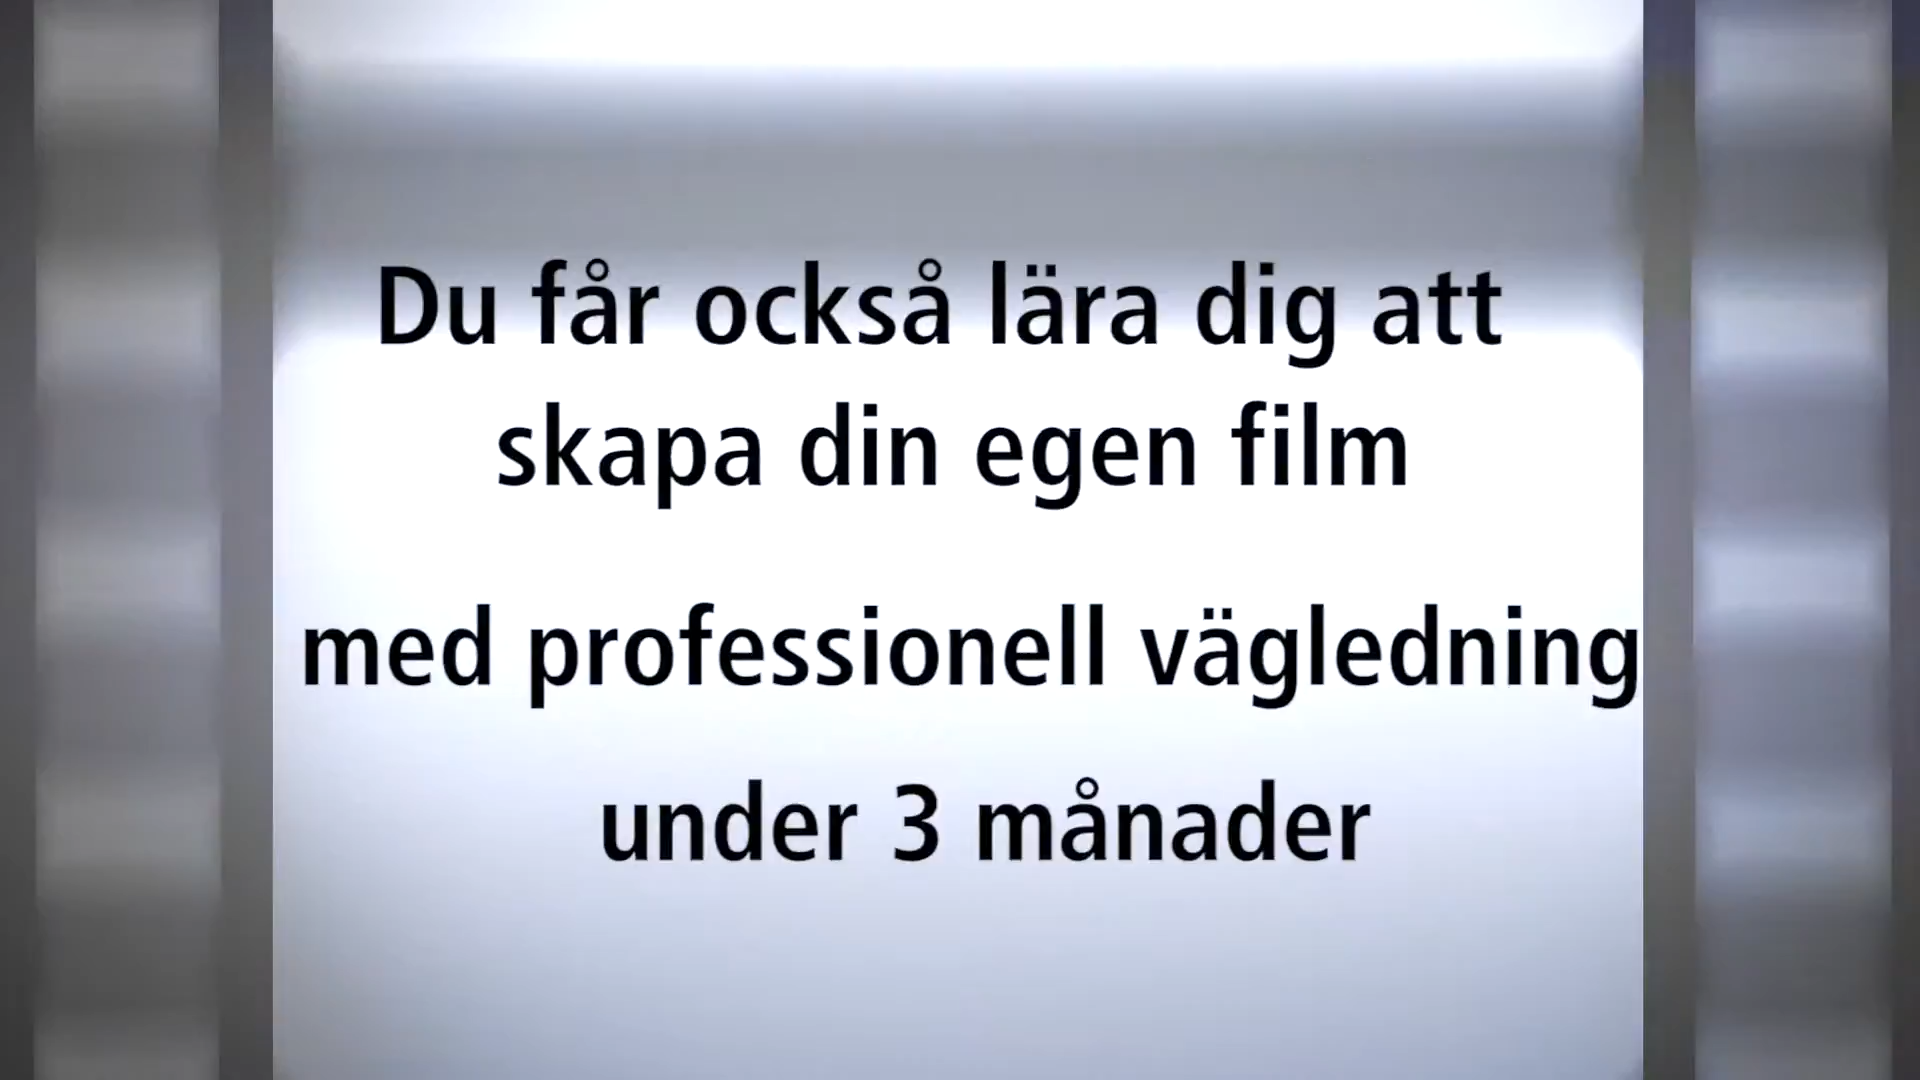 Du får också lära dig att
skapa din egen film
med professionell vägledning
under 3 månader